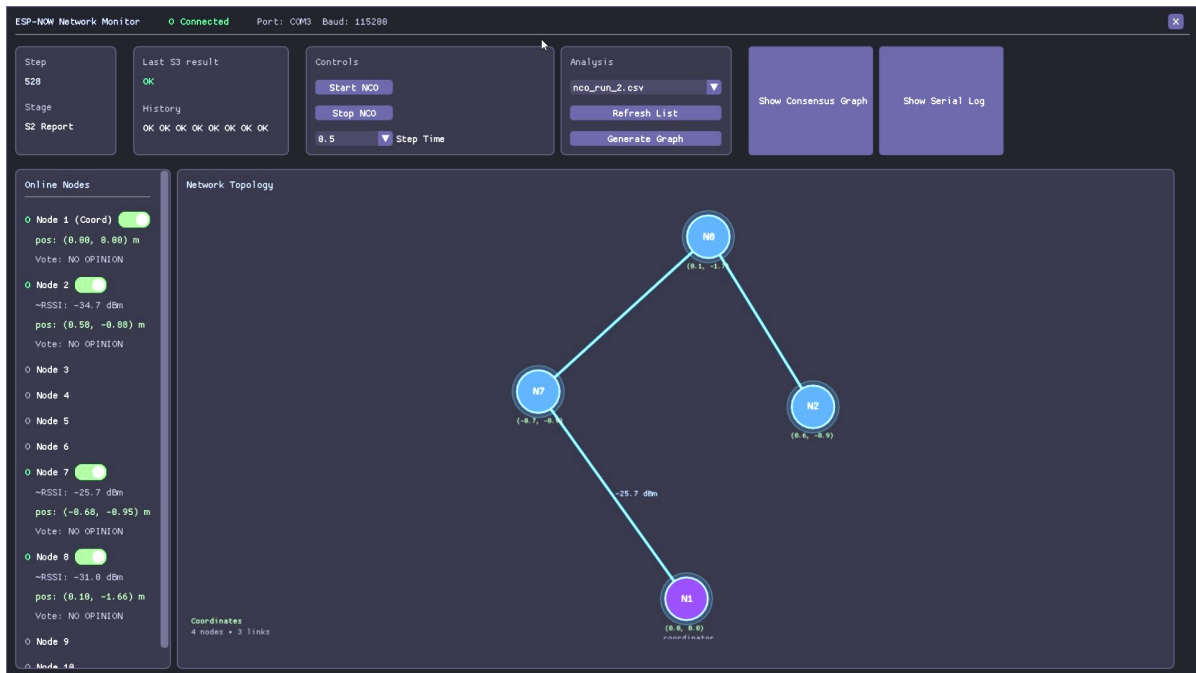 ESP-NOW Network Monitor
O Connected
Port: COM3 Baud: 115200
X
Step
528
Stage
S2 Report
Last S3 result
OK
History
OK OK OK OK OK OK OK OK
Controls
Start NCO
Stop NCO
0.5 Step Time
Analysis
nco_run_2.csv
Refresh List
Generate Graph
Show Consensus Graph
Show Serial Log
Online Nodes
Node 1 (Coord)
pos: (0.00, 0.00) m
Vote: NO OPINION
Node 2
~RSSI: -34.7 dBm
pos: (0.58, -0.88) m
Vote: NO OPINION
Node 3
Node 4
Node 5
Node 6
Node 7
~RSSI: -25.7 dBm
pos: (-0.68, -0.95) m
Vote: NO OPINION
Node 8
~RSSI: -31.0 dBm
pos: (0.10, -1.66) m
Vote: NO OPINION
Node 9
Node 10
Network Topology
N8
(0.1, -1.7)
N7
N2
(0.6, -0.9)
-25.7 dBm
N1
(0.0, 0.0)
coordinator
Coordinates
4 nodes • 3 links